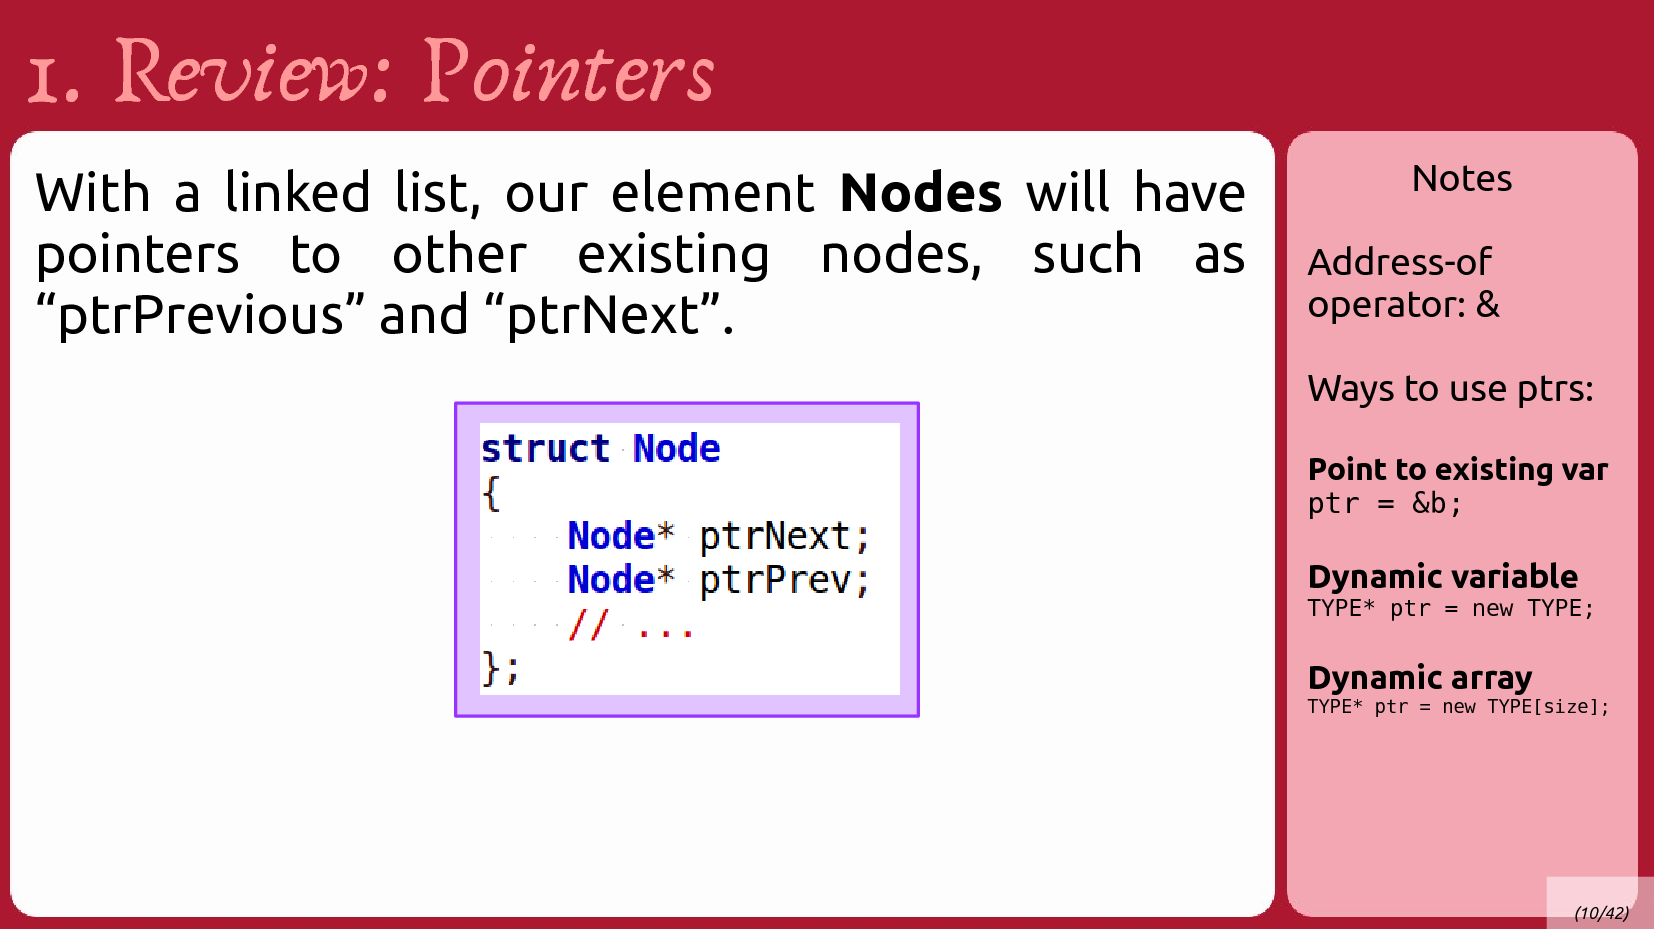 1. Review: Pointers
With a linked list, our element Nodes will have
pointers to other existing nodes, such as
“ptrPrevious” and “ptrNext”.
struct Node
{
Node* ptrNext;
Node* ptrPrev;
// ...
};
Notes
Address-of
operator: &
Ways to use ptrs:
Point to existing var
ptr = &b;
Dynamic variable
TYPE* ptr = new TYPE;
Dynamic array
TYPE* ptr = new TYPE[size];
(10/42)